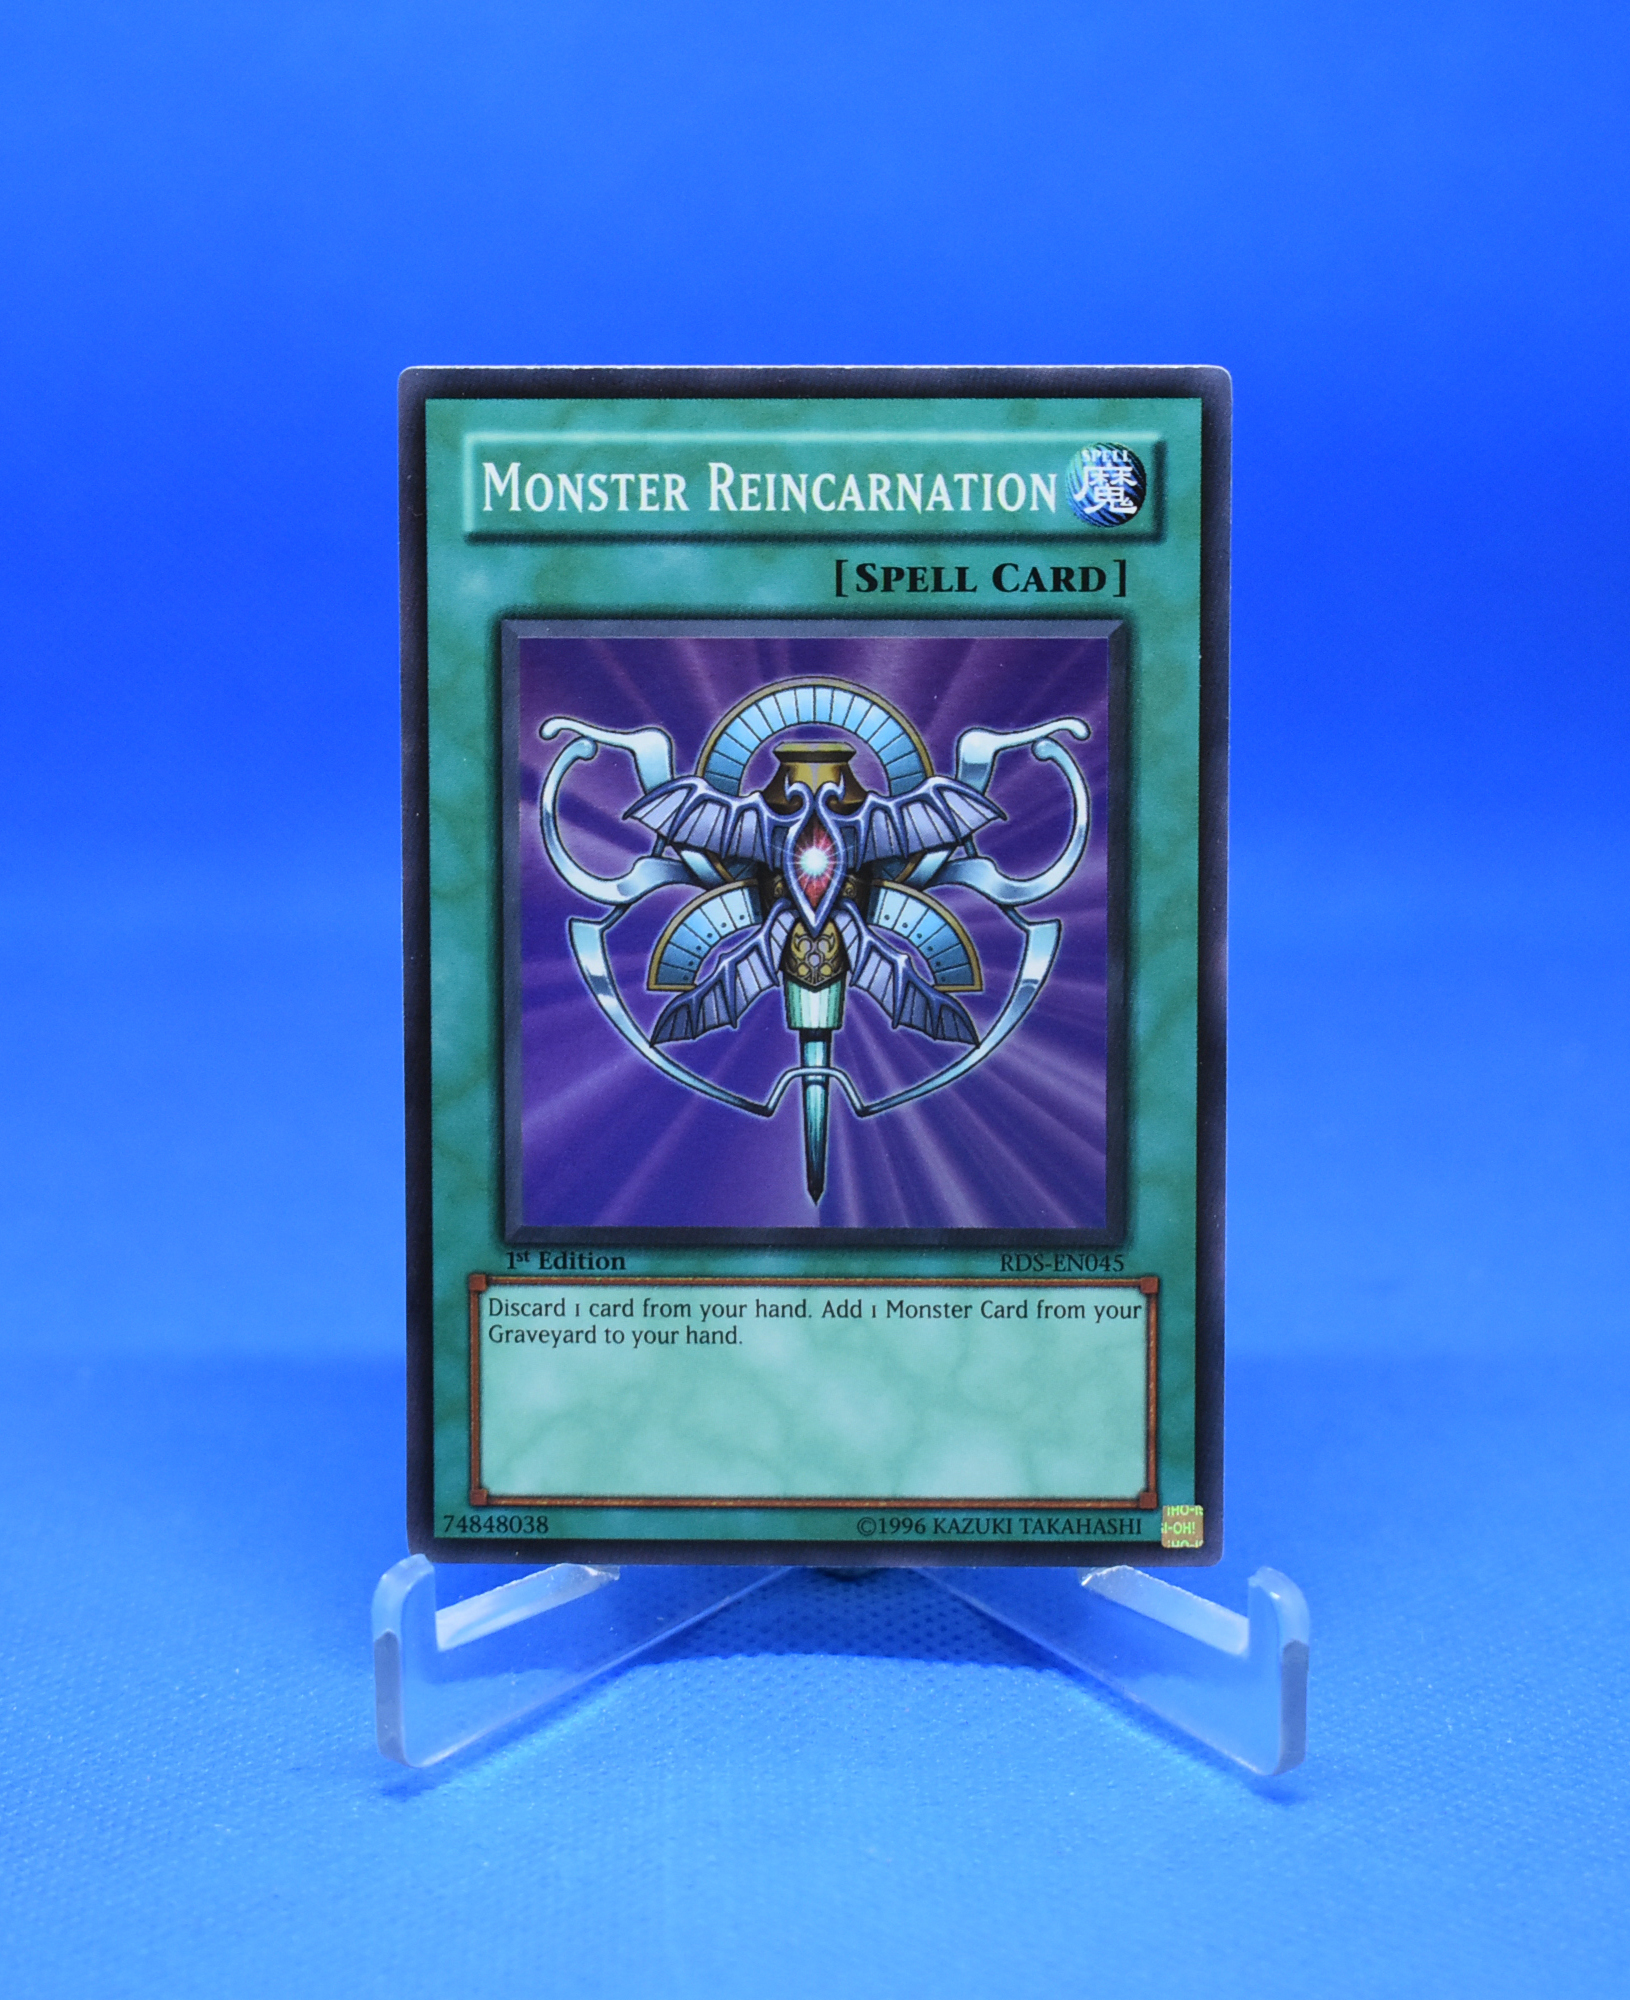 MONSTER REINCARNATION
SPELL
魔
[SPELL CARD]
1st Edition
RDS-EN045
Discard 1 card from your hand. Add 1 Monster Card from your
Graveyard to your hand.
74848038
©1996 KAZUKI TAKAHASHI
I-OH!